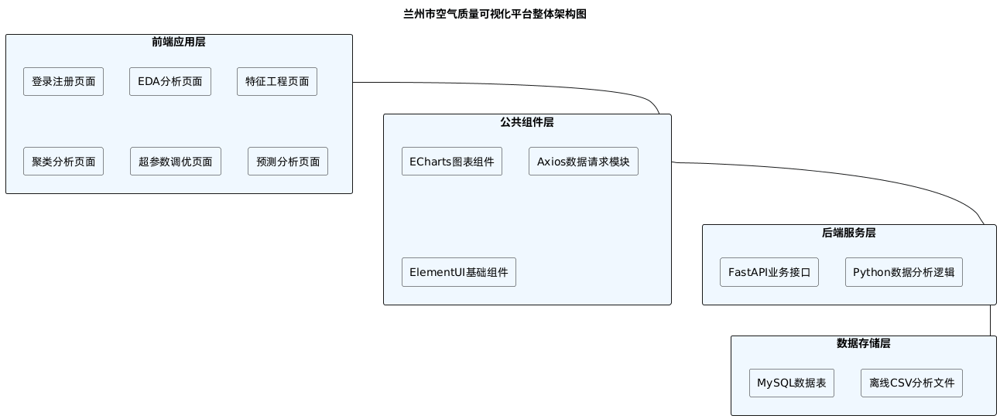 兰州市空气质量可视化平台整体架构图
前端应用层
登录注册页面
EDA分析页面
特征工程页面
聚类分析页面
超参数调优页面
预测分析页面
公共组件层
ECharts图表组件
Axios数据请求模块
ElementUI基础组件
后端服务层
FastAPI业务接口
Python数据分析逻辑
数据存储层
MySQL数据表
离线CSV分析文件